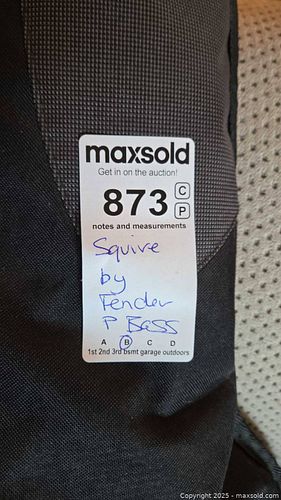 maxsold
Get in on the auction!
873 C
P
notes and measurements
Squire
by
Fender
P Bass
A B C D
1st 2nd 3rd bsmt garage outdoors
Copyright 2025 - maxsold.com